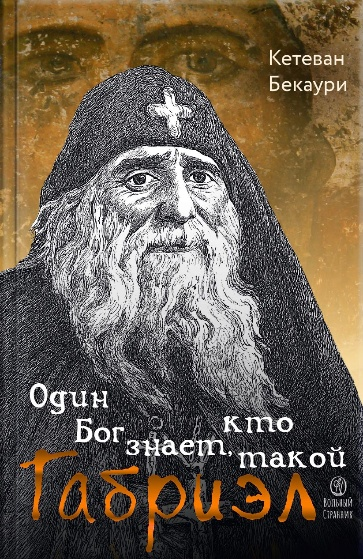 Кетеван
Бекаури
Один
Бог знает, кто
такой
Габриэл
Вольный
Странник